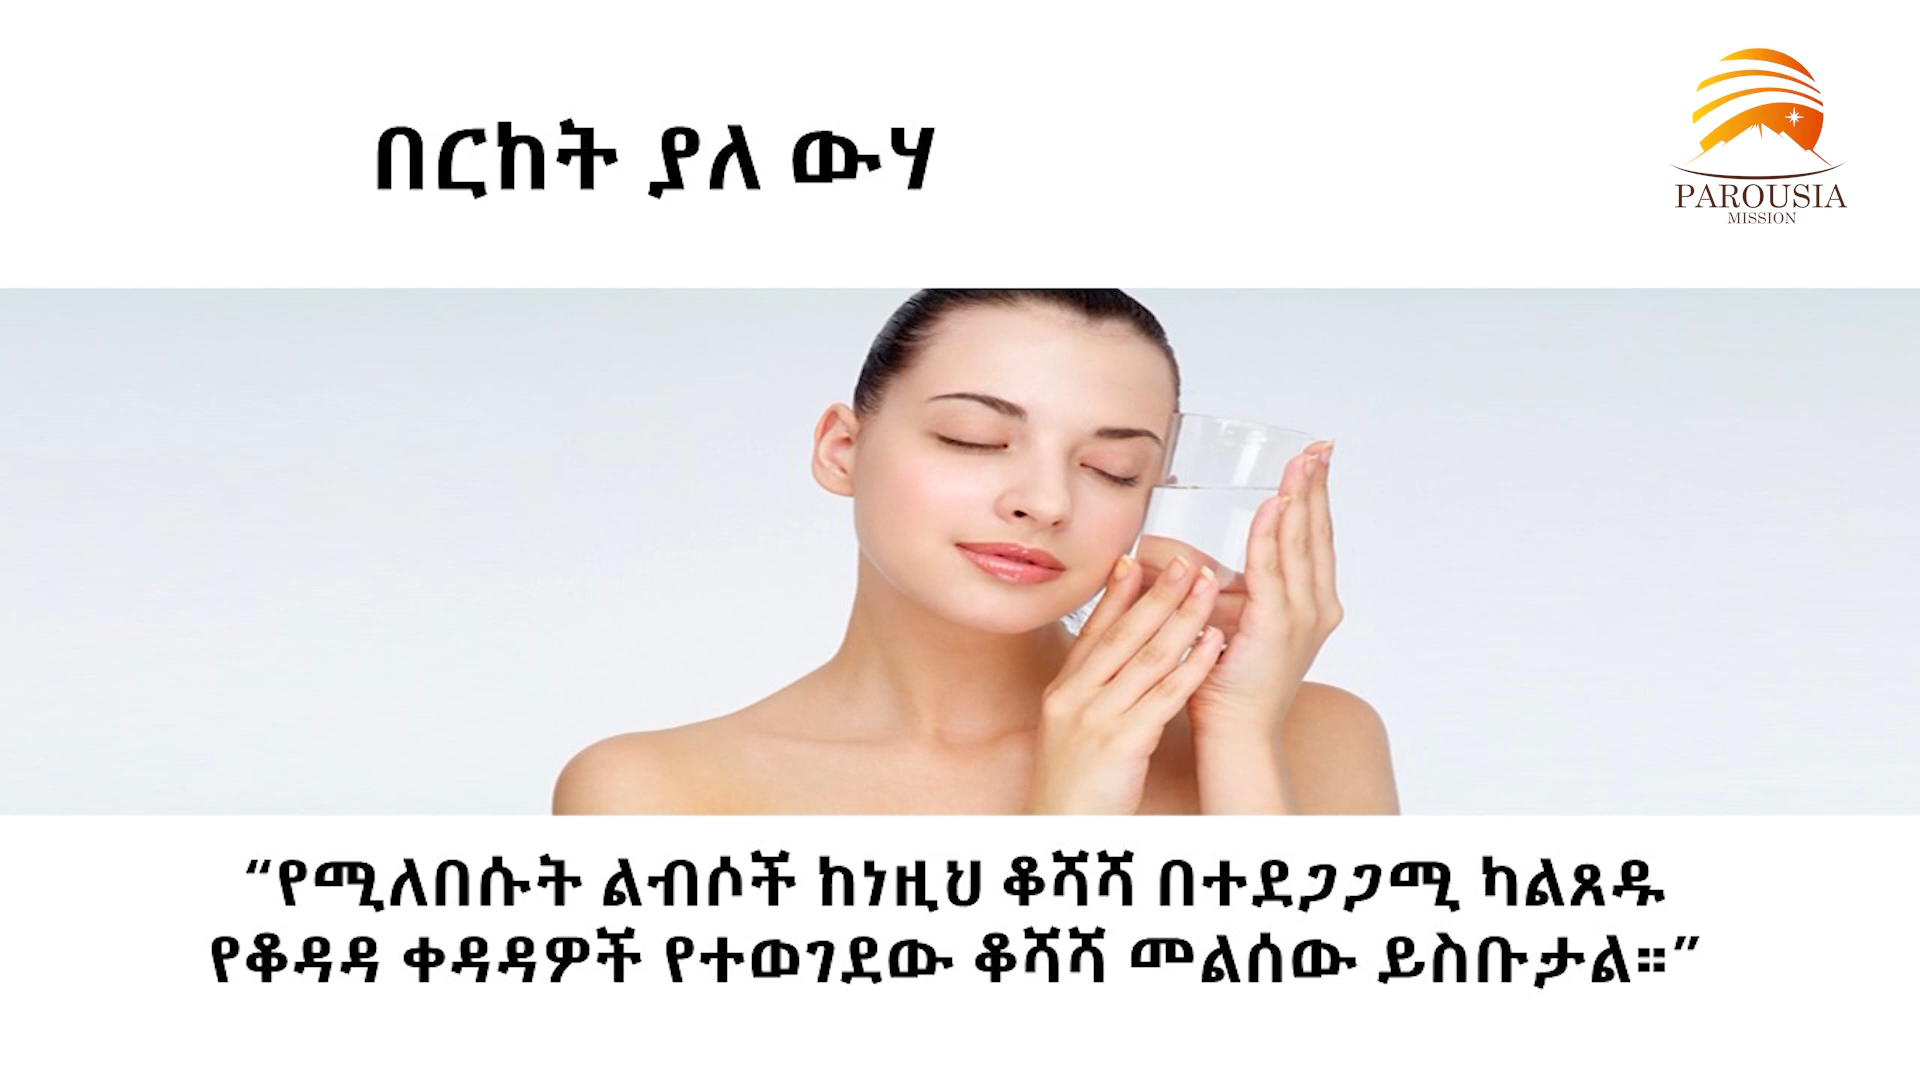 በርከት ያለ ውሃ
PAROUSIA
MISSION
“የሚለበሱት ልብሶች ከነዚህ ቆሻሻ በተደጋጋሚ ካልጸዱ
የቆዳዳ ቀዳዳዎች የተወገደው ቆሻሻ መልሰው ይስቡታል።”